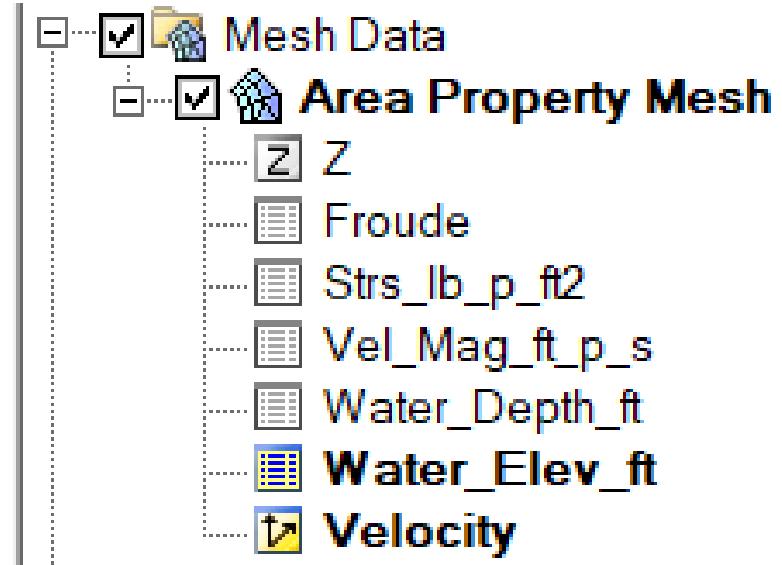 Mesh Data
Area Property Mesh
Z Z
Froude
Strs_lb_p_ft2
Vel_Mag_ft_p_s
Water_Depth_ft
Water_Elev_ft
Velocity